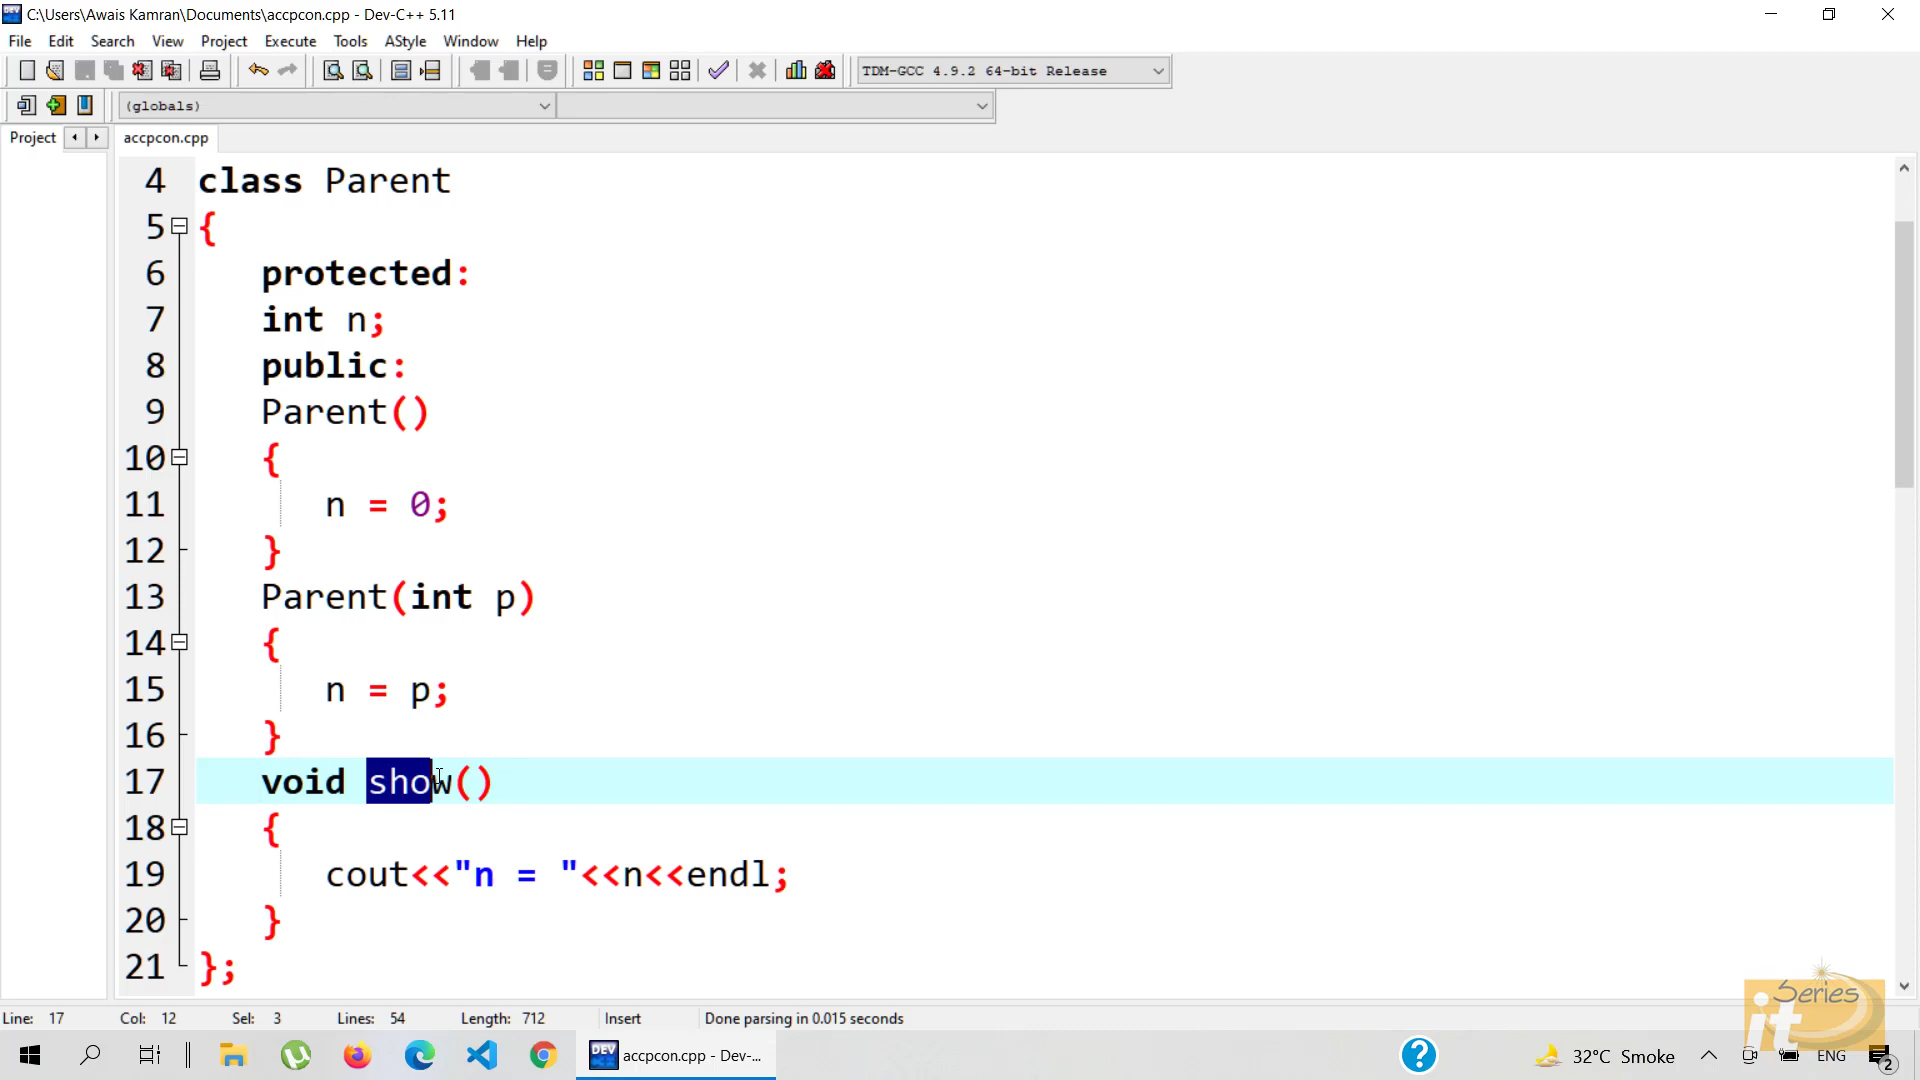 C:\Users\Awais Kamran\Documents\accpcon.cpp - Dev-C++ 5.11
File Edit Search View Project Execute Tools AStyle Window Help
TDM-GCC 4.9.2 64-bit Release
(globals)
Project accpcon.cpp
4 class Parent
5 {
6 protected:
7 int n;
8 public:
9 Parent()
10 {
11 n = 0;
12 }
13 Parent(int p)
14 {
15 n = p;
16 }
17 void show()
18 {
19 cout<<"n = "<<n<<endl;
20 }
21 };
Line: 17 Col: 12 Sel: 3 Lines: 54 Length: 712 Insert Done parsing in 0.015 seconds
it Series
DEV accpcon.cpp - Dev-... ? 32°C Smoke ENG 2